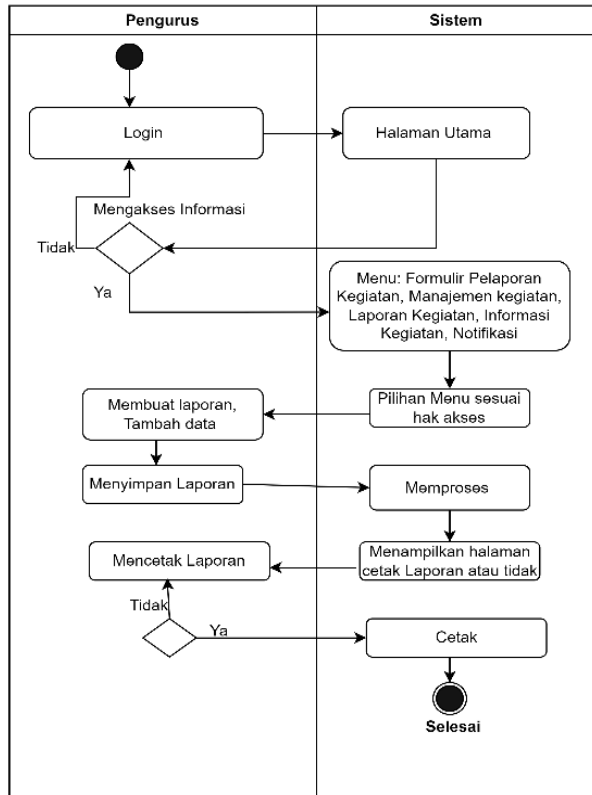 Pengurus
Sistem
Login
Halaman Utama
Mengakses Informasi
Tidak
Ya
Menu: Formulir Pelaporan
Kegiatan, Manajemen kegiatan,
Laporan Kegiatan, Informasi
Kegiatan, Notifikasi
Pilihan Menu sesuai
hak akses
Membuat laporan,
Tambah data
Menyimpan Laporan
Memproses
Menampilkan halaman
cetak Laporan atau tidak
Mencetak Laporan
Tidak
Ya
Cetak
Selesai